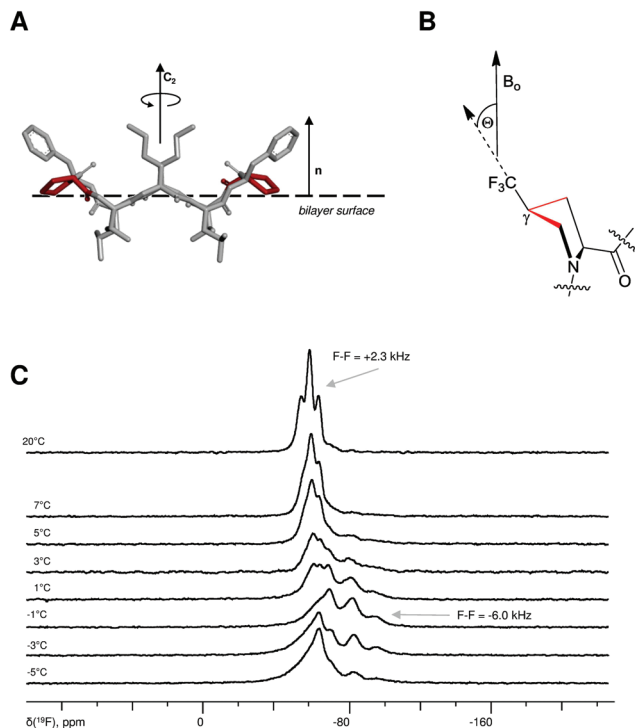 A
B
C₂
n
bilayer surface
B₀
Θ
F₃C
γ
N
O
C
F-F = +2.3 kHz
20°C
7°C
5°C
3°C
1°C
-1°C
F-F = -6.0 kHz
-3°C
-5°C
δ(¹⁹F), ppm
0
-80
-160